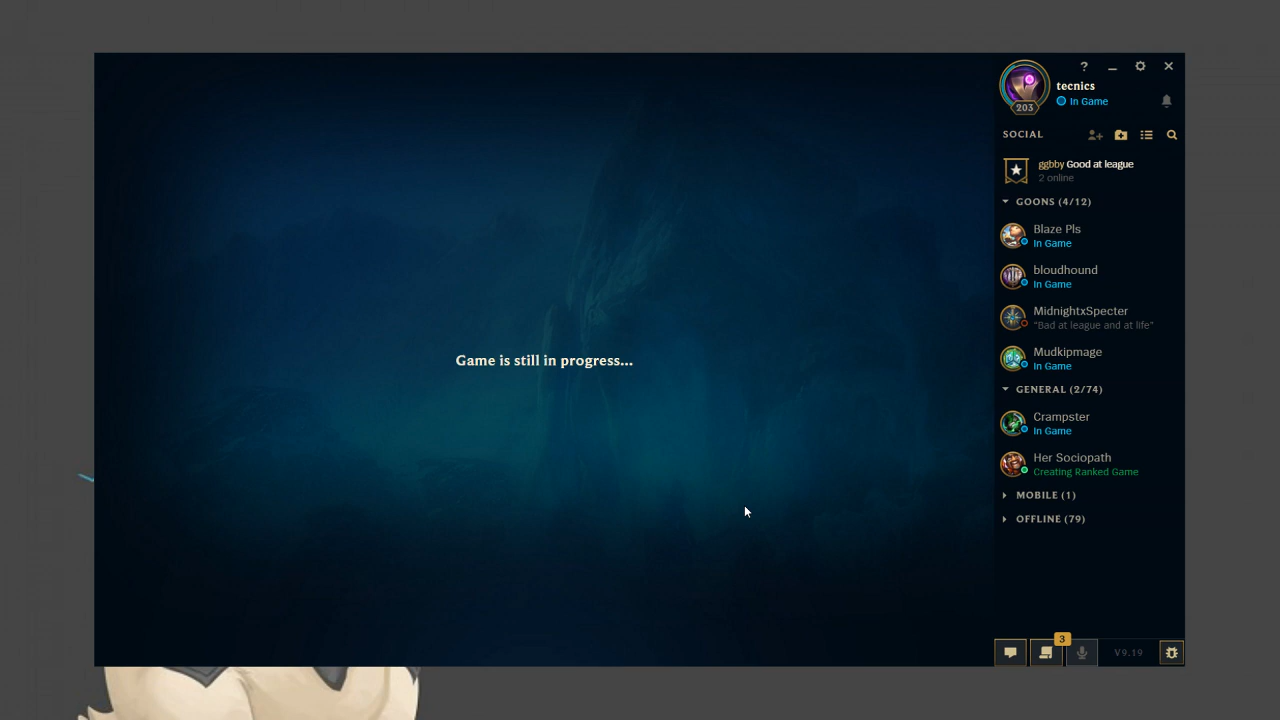 ?
tecnics
In Game
203
SOCIAL
ggbby Good at league
2 online
GOONS (4/12)
Blaze Pls
In Game
bloudhound
In Game
MidnightxSpecter
"Bad at league and at life"
Mudkipmage
In Game
GENERAL (2/74)
Crampster
In Game
Her Sociopath
Creating Ranked Game
MOBILE (1)
OFFLINE (79)
Game is still in progress...
3
V9.19